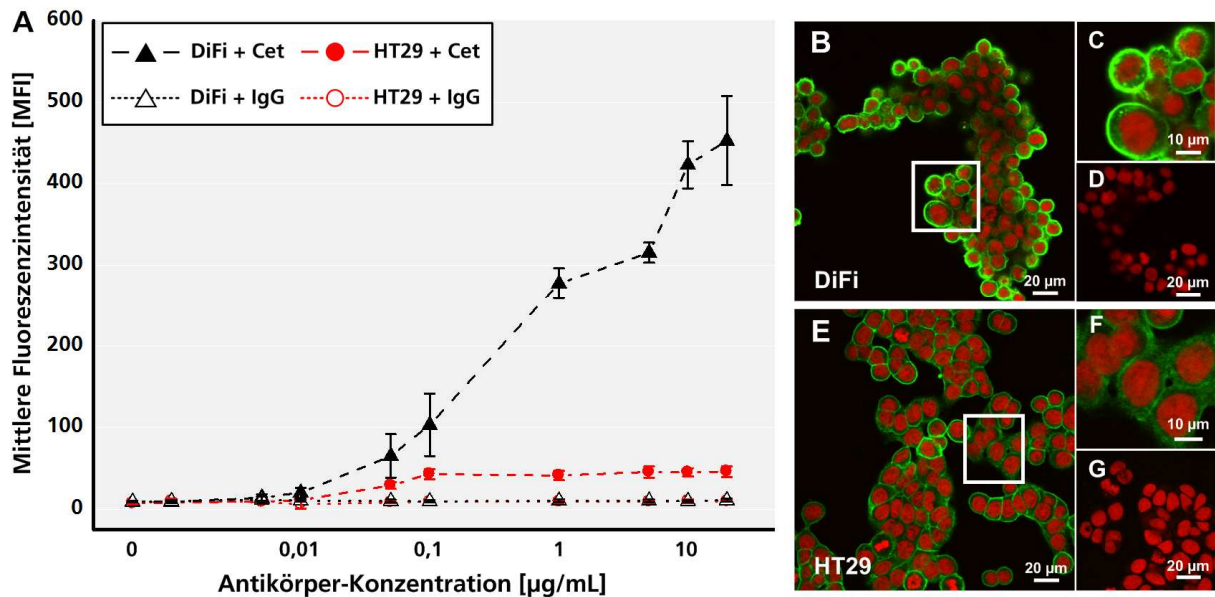 A
600
500
400
300
200
100
0
Mittlere Fluoreszenzintensität [MFI]
DiFi + Cet HT29 + Cet
DiFi + IgG HT29 + IgG
0 0,01 0,1 1 10
Antikörper-Konzentration [µg/mL]
B
DiFi
20 µm
C
10 µm
D
20 µm
E
HT29
20 µm
F
10 µm
G
20 µm